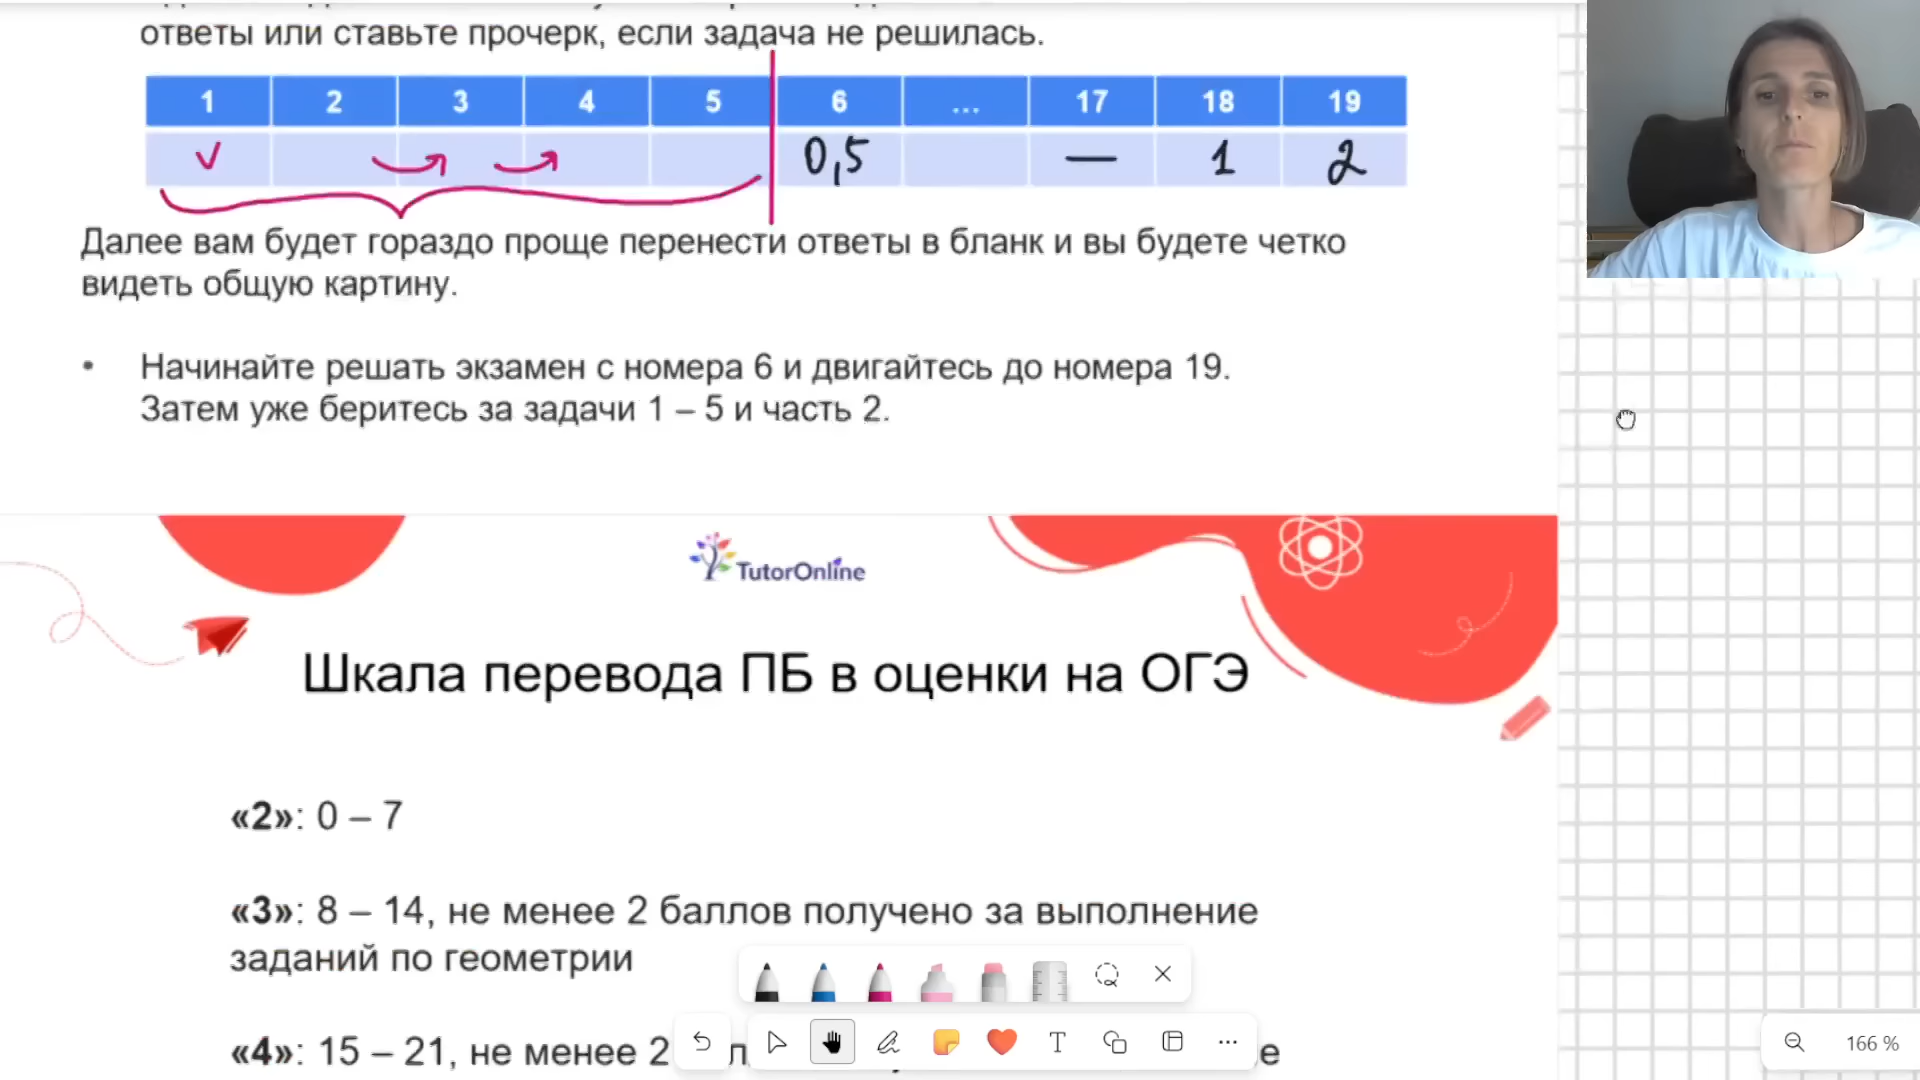 ответы или ставьте прочерк, если задача не решилась.
1 2 3 4 5 6 ... 17 18 19
0,5 — 1 2
Далее вам будет гораздо проще перенести ответы в бланк и вы будете четко
видеть общую картину.
• Начинайте решать экзамен с номера 6 и двигайтесь до номера 19.
Затем уже беритесь за задачи 1 – 5 и часть 2.
TutorOnline
Шкала перевода ПБ в оценки на ОГЭ
«2»: 0 – 7
«3»: 8 – 14, не менее 2 баллов получено за выполнение
заданий по геометрии
«4»: 15 – 21, не менее 2
166 %